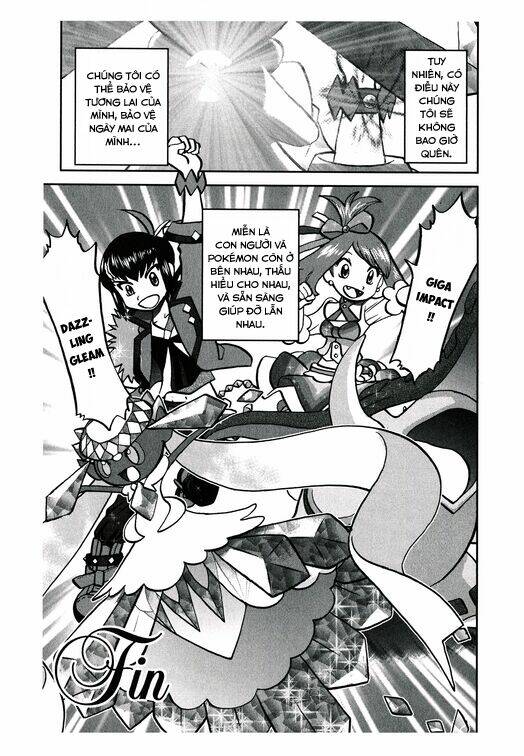 TUY
NHIÊN, CÓ
ĐIỀU NÀY
CHÚNG
TÔI SẼ
KHÔNG
BAO GIỜ
QUÊN.
CHÚNG TÔI CÓ
THỂ BẢO VỆ
TƯƠNG LAI CỦA
MÌNH, BẢO VỆ
NGÀY MAI CỦA
MÌNH...
MIỄN LÀ
CON NGƯỜI VÀ
POKÉMON CÒN Ở
BÊN NHAU, THẤU
HIỂU CHO NHAU,
VÀ SẴN SÀNG
GIÚP ĐỠ LẪN
NHAU.
GIGA
IMPACT
!!
DAZZ-
LING
GLEAM
!!
Fin